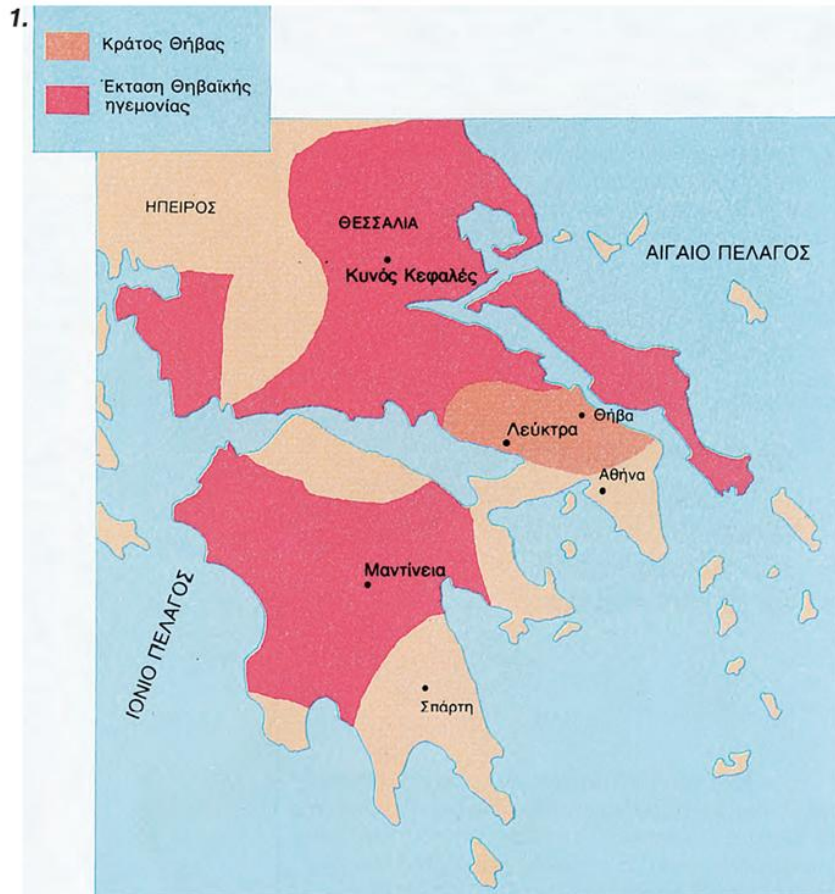 1.
Κράτος Θήβας
Έκταση Θηβαϊκής
ηγεμονίας
ΗΠΕΙΡΟΣ
ΘΕΣΣΑΛΙΑ
Κυνός Κεφαλές
ΑΙΓΑΙΟ ΠΕΛΑΓΟΣ
Θήβα
Λεύκτρα
Αθήνα
Μαντίνεια
ΙΟΝΙΟ ΠΕΛΑΓΟΣ
Σπάρτη